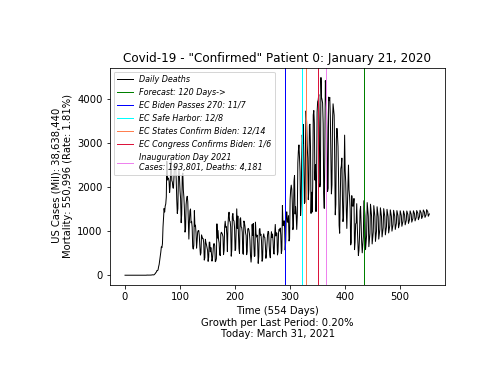 Covid-19 - "Confirmed" Patient 0: January 21, 2020
US Cases (Mil): 38,638,440
Mortality: 550,996 (Rate: 1.81%)
4000
3000
2000
1000
0
Daily Deaths
Forecast: 120 Days->
EC Biden Passes 270: 11/7
EC Safe Harbor: 12/8
EC States Confirm Biden: 12/14
EC Congress Confirms Biden: 1/6
Inauguration Day 2021
Cases: 193,801, Deaths: 4,181
0 100 200 300 400 500
Time (554 Days)
Growth per Last Period: 0.20%
Today: March 31, 2021